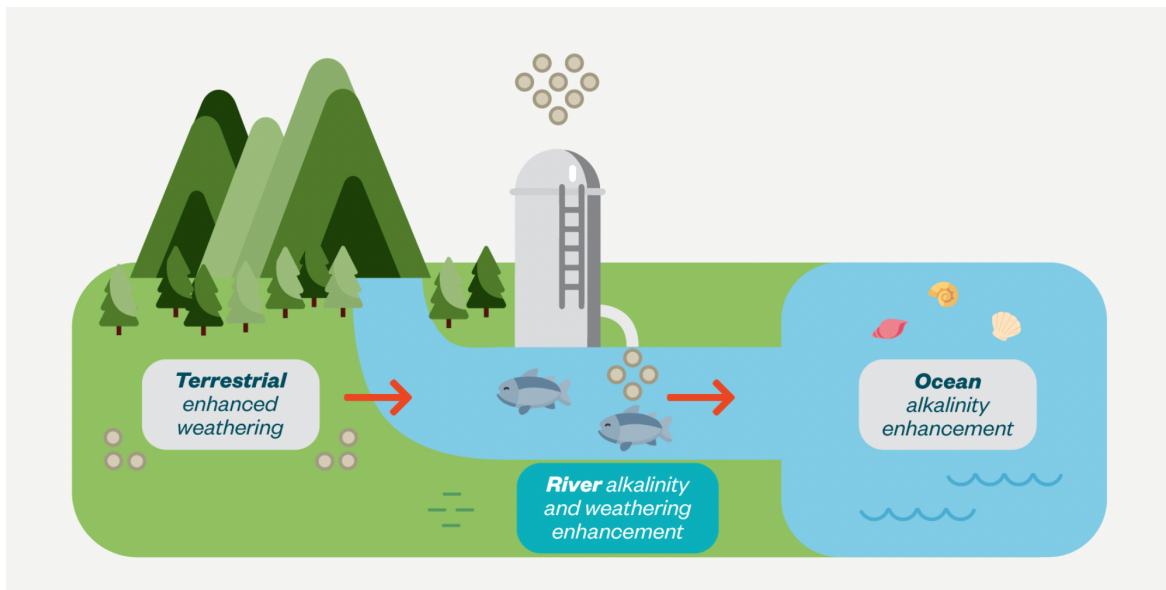 Terrestrial
enhanced
weathering
River alkalinity
and weathering
enhancement
Ocean
alkalinity
enhancement